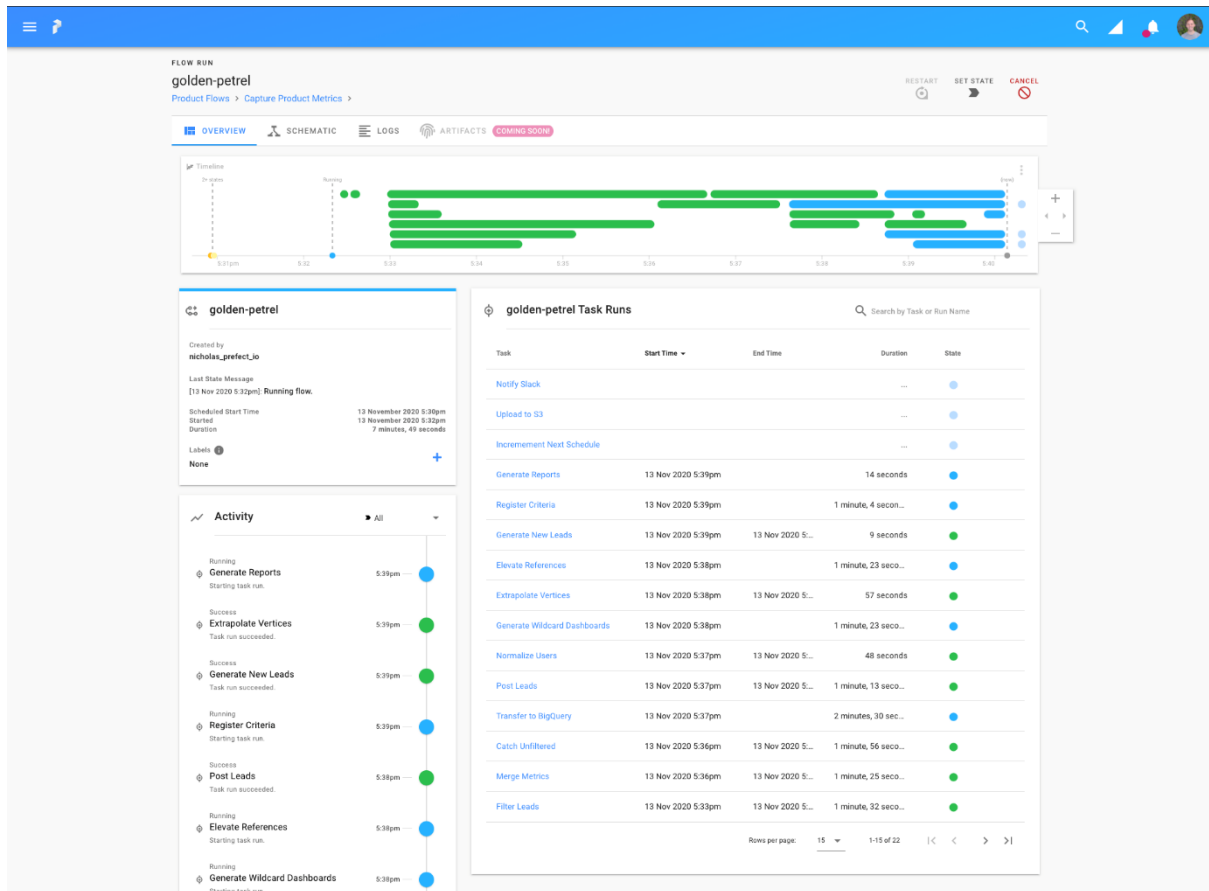 FLOW RUN
golden-petrel
Product Flows > Capture Product Metrics >
RESTART SET STATE CANCEL
OVERVIEW SCHEMATIC LOGS ARTIFACTS COMING SOON!
Timeline
2+ states Running (now)
5:31pm 5:32 5:33 5:34 5:35 5:36 5:37 5:38 5:39 5:40
golden-petrel
Created by
nicholas_prefect_io
Last State Message
[13 Nov 2020 5:32pm]: Running flow.
Scheduled Start Time 13 November 2020 5:30pm
Started 13 November 2020 5:32pm
Duration 7 minutes, 49 seconds
Labels
None
Activity All
Running
Generate Reports 5:39pm
Starting task run.
Success
Extrapolate Vertices 5:39pm
Task run succeeded.
Success
Generate New Leads 5:39pm
Task run succeeded.
Running
Register Criteria 5:39pm
Starting task run.
Success
Post Leads 5:38pm
Task run succeeded.
Running
Elevate References 5:38pm
Starting task run.
Running
Generate Wildcard Dashboards 5:38pm
Starting task run.
golden-petrel Task Runs Search by Task or Run Name
Task Start Time End Time Duration State
Notify Slack ...
Upload to S3 ...
Incremement Next Schedule ...
Generate Reports 13 Nov 2020 5:39pm 14 seconds
Register Criteria 13 Nov 2020 5:39pm 1 minute, 4 secon...
Generate New Leads 13 Nov 2020 5:39pm 13 Nov 2020 5:... 9 seconds
Elevate References 13 Nov 2020 5:38pm 1 minute, 23 seco...
Extrapolate Vertices 13 Nov 2020 5:38pm 13 Nov 2020 5:... 57 seconds
Generate Wildcard Dashboards 13 Nov 2020 5:38pm 1 minute, 23 seco...
Normalize Users 13 Nov 2020 5:37pm 13 Nov 2020 5:... 48 seconds
Post Leads 13 Nov 2020 5:37pm 13 Nov 2020 5:... 1 minute, 13 seco...
Transfer to BigQuery 13 Nov 2020 5:37pm 2 minutes, 30 sec...
Catch Unfiltered 13 Nov 2020 5:36pm 13 Nov 2020 5:... 1 minute, 56 seco...
Merge Metrics 13 Nov 2020 5:36pm 13 Nov 2020 5:... 1 minute, 25 seco...
Filter Leads 13 Nov 2020 5:33pm 13 Nov 2020 5:... 1 minute, 32 seco...
Rows per page: 15 1-15 of 22